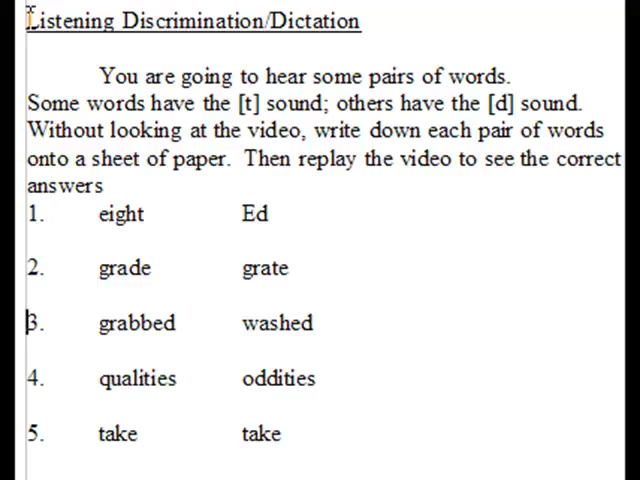 Listening Discrimination/Dictation
You are going to hear some pairs of words.
Some words have the [t] sound; others have the [d] sound.
Without looking at the video, write down each pair of words
onto a sheet of paper. Then replay the video to see the correct
answers
1. eight Ed
2. grade grate
3. grabbed washed
4. qualities oddities
5. take take